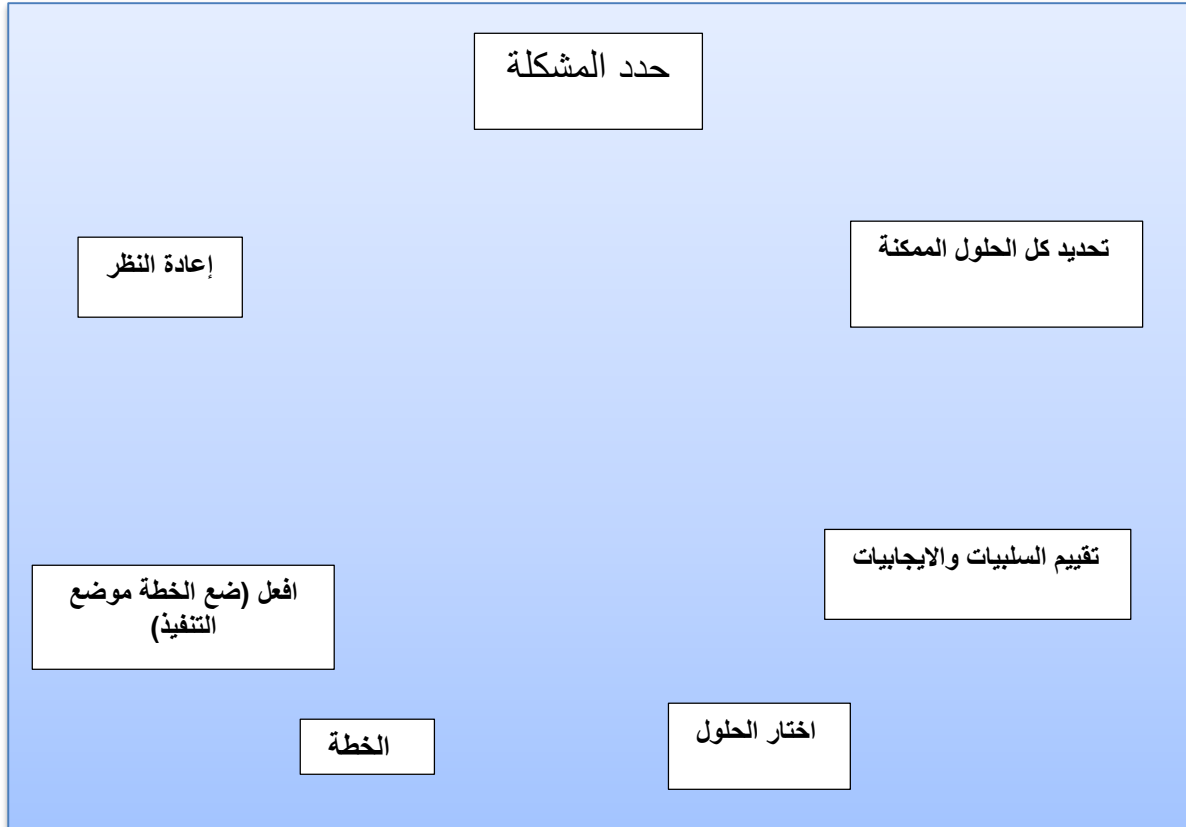 حدد المشكلة
تحديد كل الحلول الممكنة
إعادة النظر
تقييم السلبيات والايجابيات
افعل (ضع الخطة موضع
التنفيذ)
اختار الحلول
الخطة